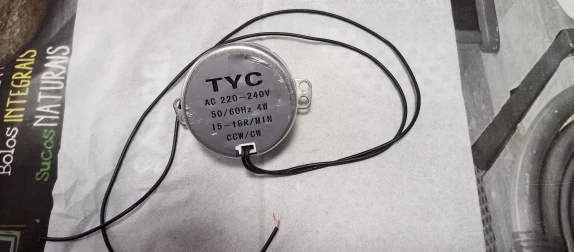 TYC
AC 220-240V
50/60Hz 4W
15-18R/MIN
CCW/CW
Bolos INTEGRAIS
Sucos NATURAIS